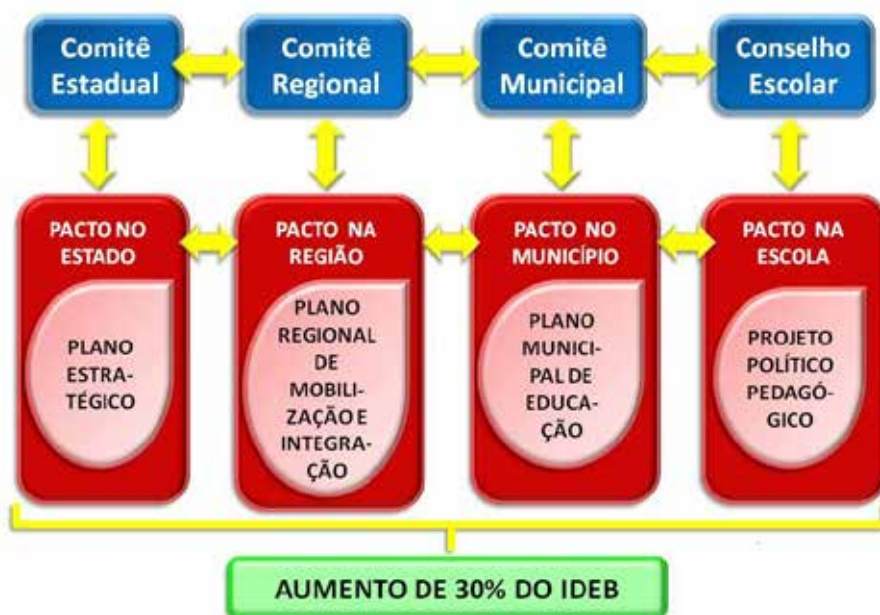 Comitê
Estadual
Comitê
Regional
Comitê
Municipal
Conselho
Escolar
PACTO NO
ESTADO
PLANO
ESTRA-
TÉGICO
PACTO NA
REGIÃO
PLANO
REGIONAL
DE
MOBILI-
ZAÇÃO E
INTEGRA-
ÇÃO
PACTO NO
MUNICÍPIO
PLANO
MUNICI-
PAL DE
EDUCA-
ÇÃO
PACTO NA
ESCOLA
PROJETO
POLÍTICO
PEDAGÓ-
GICO
AUMENTO DE 30% DO IDEB